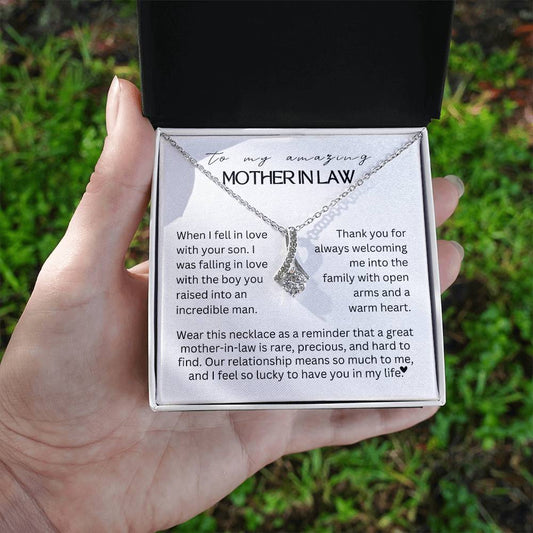 to my amazing
MOTHER IN LAW
When I fell in love
with your son. I
was falling in love
with the boy you
raised into an
incredible man.
Thank you for
always welcoming
me into the
family with open
arms and a
warm heart.
Wear this necklace as a reminder that a great
mother-in-law is rare, precious, and hard to
find. Our relationship means so much to me,
and I feel so lucky to have you in my life.♥